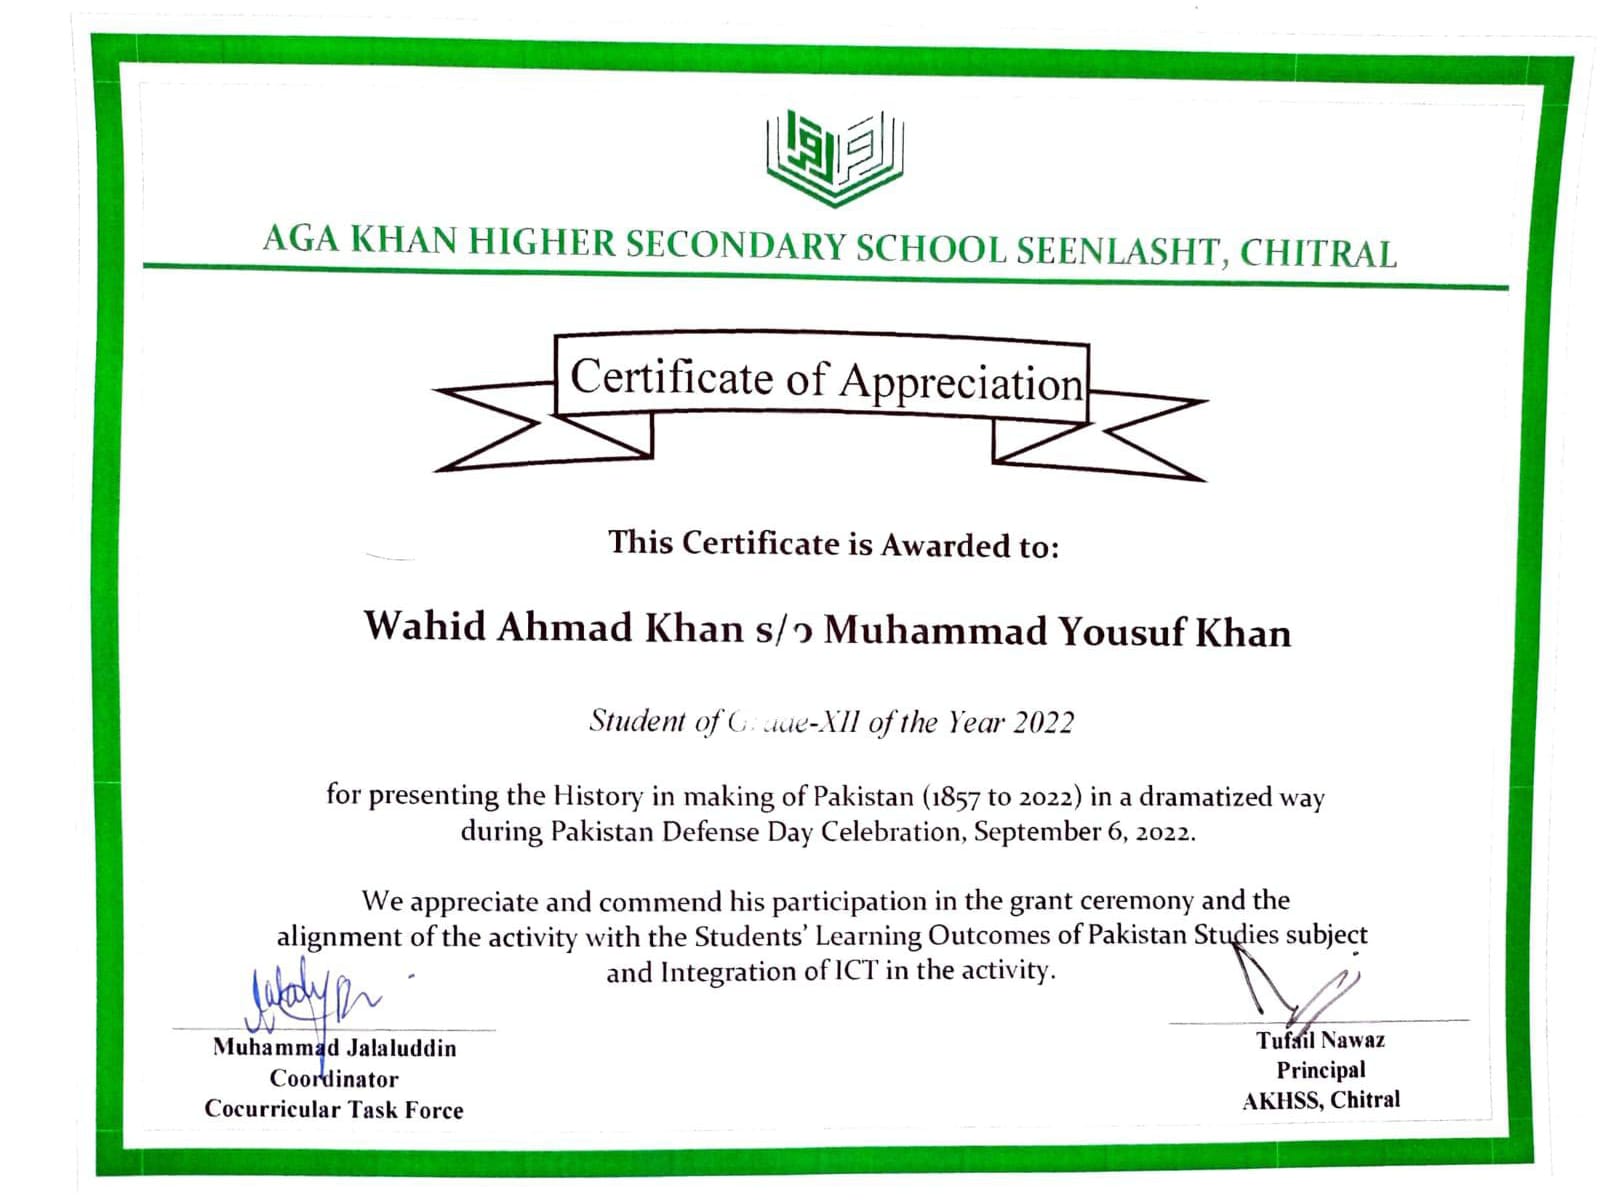 اقرا
AGA KHAN HIGHER SECONDARY SCHOOL SEENLASHT, CHITRAL
Certificate of Appreciation
This Certificate is Awarded to:
Wahid Ahmad Khan s/o Muhammad Yousuf Khan
Student of Grade-XII of the Year 2022
for presenting the History in making of Pakistan (1857 to 2022) in a dramatized way
during Pakistan Defense Day Celebration, September 6, 2022.
We appreciate and commend his participation in the grant ceremony and the
alignment of the activity with the Students' Learning Outcomes of Pakistan Studies subject
and Integration of ICT in the activity.
Muhammad Jalaluddin
Coordinator
Cocurricular Task Force
Tufail Nawaz
Principal
AKHSS, Chitral